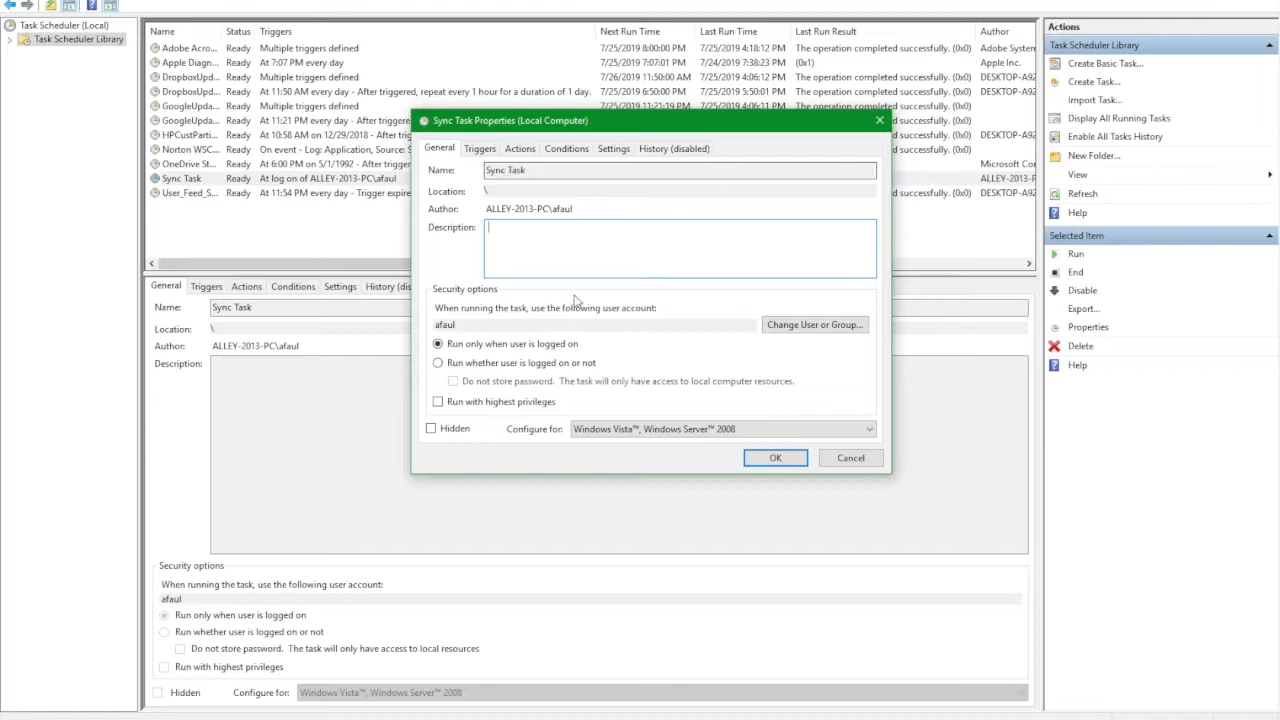 Task Scheduler (Local)
Task Scheduler Library
Name Status Triggers Next Run Time Last Run Time Last Run Result Author
Adobe Acro... Ready Multiple triggers defined 7/25/2019 8:00:00 PM 7/25/2019 4:18:12 PM The operation completed successfully. (0x0) Adobe System
Apple Diagn... Ready At 7:07 PM every day 7/25/2019 7:07:01 PM 7/24/2019 7:38:23 PM (0x1) Apple Inc.
DropboxUpd... Ready Multiple triggers defined 7/26/2019 11:50:00 AM 7/25/2019 4:06:12 PM The operation completed successfully. (0x0) DESKTOP-A9Z
DropboxUpd... Ready At 11:50 AM every day - After triggered, repeat every 1 hour for a duration of 1 day. 7/25/2019 6:50:00 PM 7/25/2019 5:50:01 PM The operation completed successfully. (0x0) DESKTOP-A9Z
GoogleUpda... Ready Multiple triggers defined 7/25/2019 11:21:19 PM 7/25/2019 4:06:11 PM The operation completed successfully. (0x0) DESKTOP-A9Z
GoogleUpda... Ready At 11:21 PM every day - After trigg DESKTOP-A9Z
HPCustParti... Ready At 10:58 AM on 12/29/2018 - After DESKTOP-A9Z
Norton WSC... Ready On event - Log: Application, Source: S
OneDrive St... Ready At 6:00 PM on 5/1/1992 - After trigger Microsoft Co
Sync Task Ready At log on of ALLEY-2013-PC\afaul ALLEY-2013-P
User_Feed_S... Ready At 11:54 PM every day - Trigger expire DESKTOP-A9Z
Sync Task Properties (Local Computer)
General Triggers Actions Conditions Settings History (disabled)
Name: Sync Task
Location: \
Author: ALLEY-2013-PC\afaul
Description:
Security options
When running the task, use the following user account:
afaul Change User or Group...
Run only when user is logged on
Run whether user is logged on or not
Do not store password. The task will only have access to local computer resources.
Run with highest privileges
Hidden Configure for: Windows Vista™, Windows Server™ 2008
OK Cancel
General Triggers Actions Conditions Settings History (dis
Name: Sync Task
Location: \
Author: ALLEY-2013-PC\afaul
Description:
Security options
When running the task, use the following user account:
afaul
Run only when user is logged on
Run whether user is logged on or not
Do not store password. The task will only have access to local resources
Run with highest privileges
Hidden Configure for: Windows Vista™, Windows Server™ 2008
Actions
Task Scheduler Library
Create Basic Task...
Create Task...
Import Task...
Display All Running Tasks
Enable All Tasks History
New Folder...
View
Refresh
Help
Selected Item
Run
End
Disable
Export...
Properties
Delete
Help